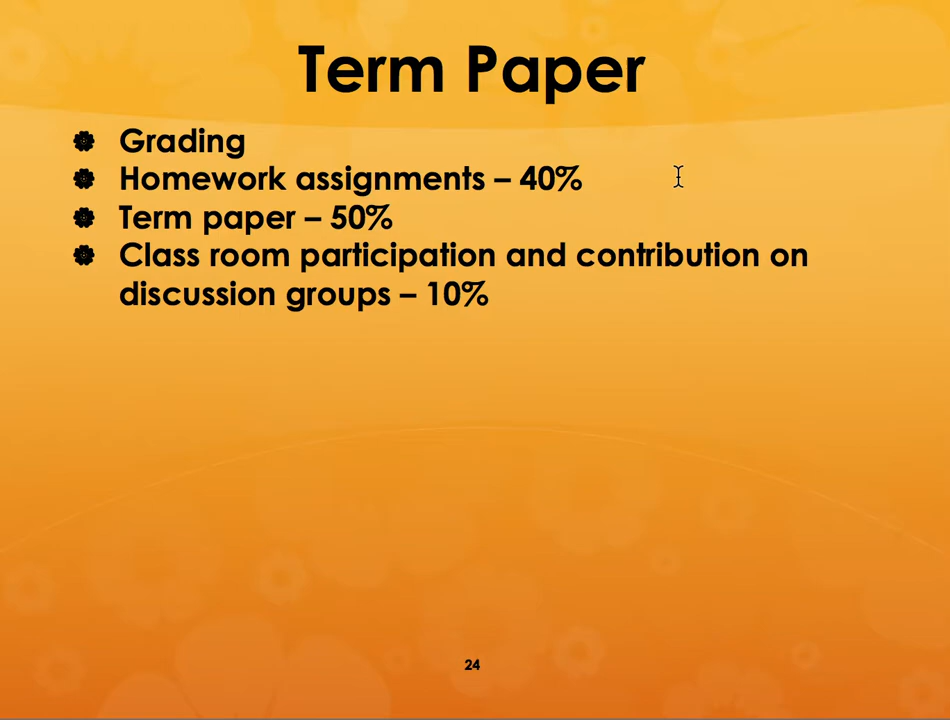 Term Paper
Grading
Homework assignments – 40%
Term paper – 50%
Class room participation and contribution on
discussion groups – 10%
24